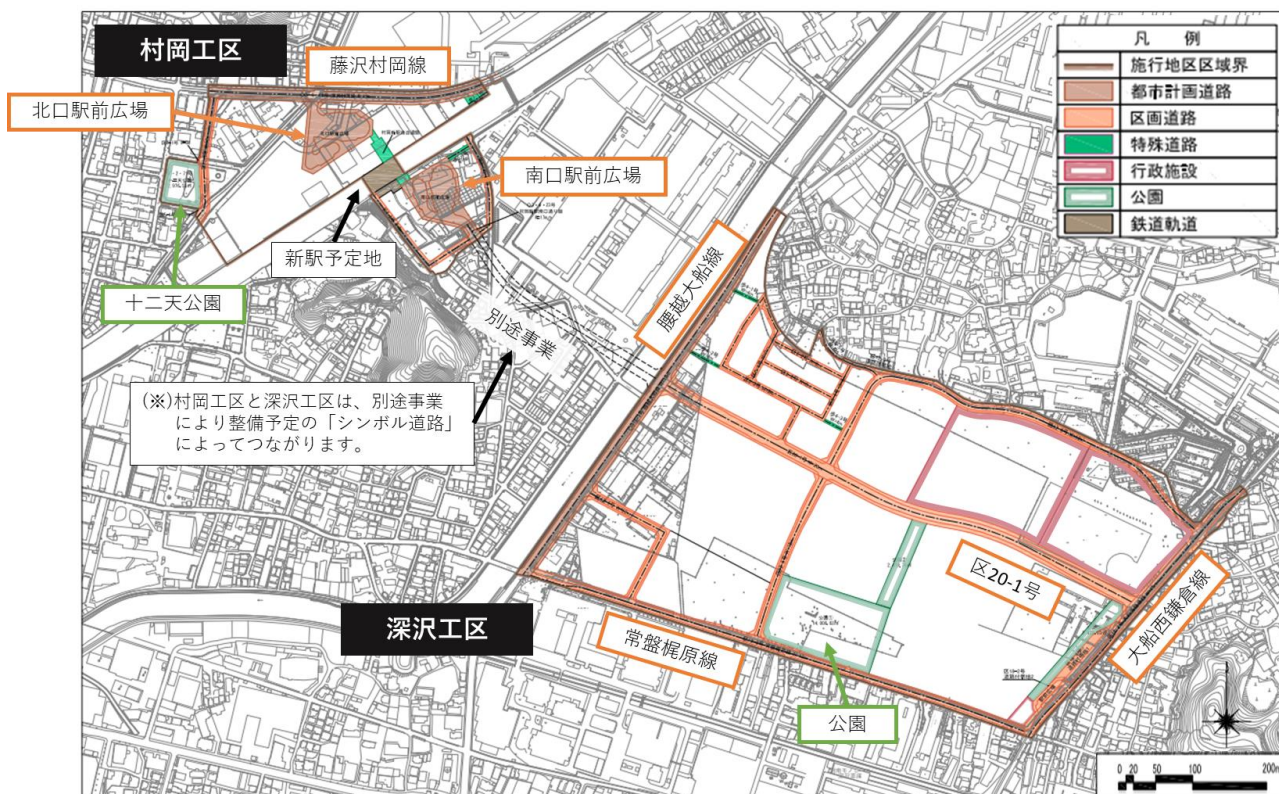 村岡工区
藤沢村岡線
北口駅前広場
南口駅前広場
新駅予定地
十二天公園
別途事業
(※)村岡工区と深沢工区は、別途事業
により整備予定の「シンボル道路」
によってつながります。
腰越大船線
深沢工区
常盤梶原線
区20-1号
大船西鎌倉線
公園
凡 例
施行地区区域界
都市計画道路
区画道路
特殊道路
行政施設
公園
鉄道軌道
0 20 50 100 200m